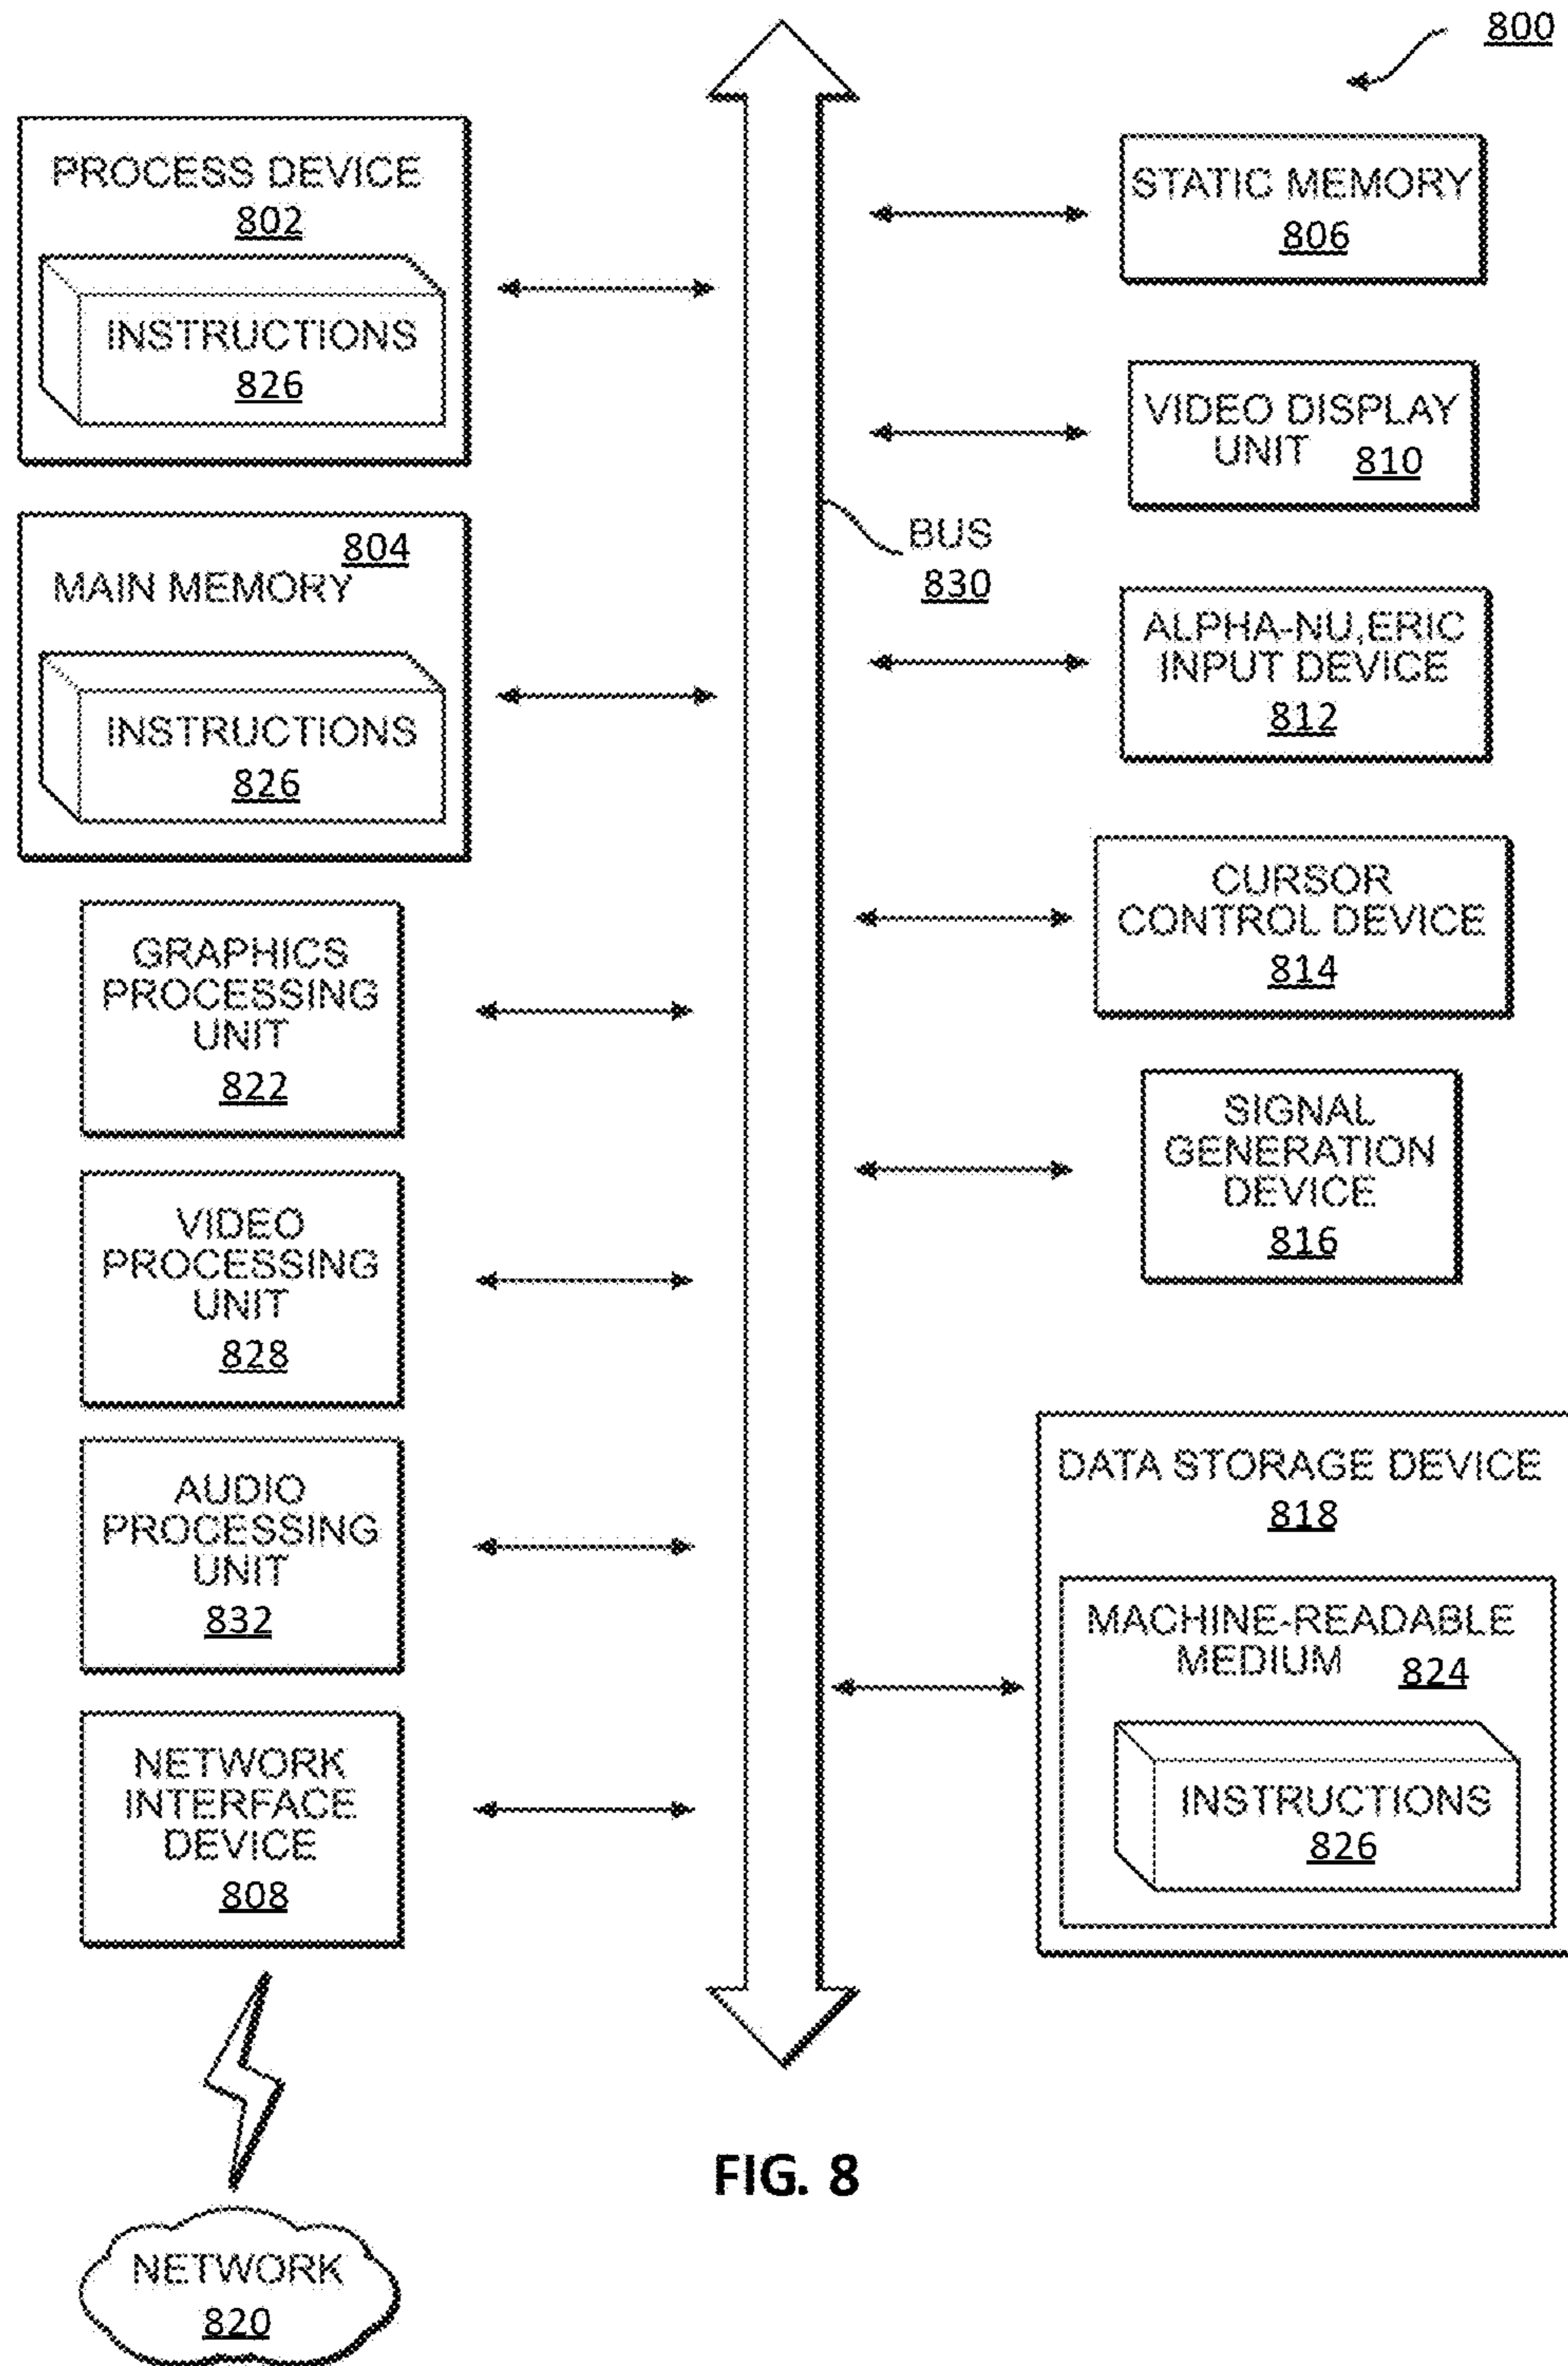 800
PROCESS DEVICE
802
INSTRUCTIONS
826
MAIN MEMORY
804
INSTRUCTIONS
826
GRAPHICS
PROCESSING
UNIT
822
VIDEO
PROCESSING
UNIT
828
AUDIO
PROCESSING
UNIT
832
NETWORK
INTERFACE
DEVICE
808
NETWORK
820
BUS
830
STATIC MEMORY
806
VIDEO DISPLAY
UNIT 810
ALPHA-NU,ERIC
INPUT DEVICE
812
CURSOR
CONTROL DEVICE
814
SIGNAL
GENERATION
DEVICE
816
DATA STORAGE DEVICE
818
MACHINE-READABLE
MEDIUM 824
INSTRUCTIONS
826
FIG. 8